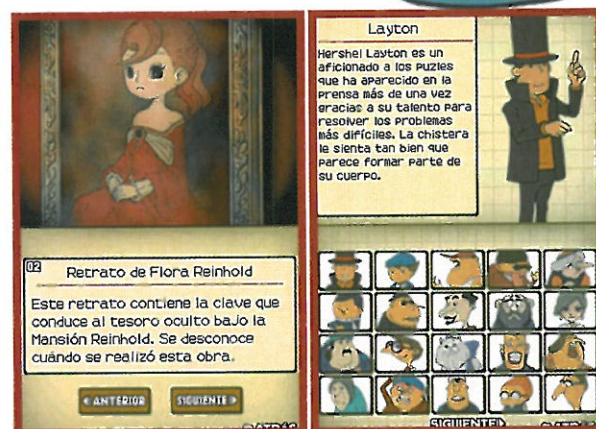 02
Retrato de Flora Reinhold
Este retrato contiene la clave que
conduce al tesoro oculto bajo la
Mansión Reinhold. Se desconoce
cuándo se realizó esta obra.
ANTERIOR
SIGUIENTE
ATRÁS
Layton
Hershel Layton es un
aficionado a los puzles
que ha aparecido en la
prensa más de una vez
gracias a su talento para
resolver los problemas
más difíciles. La chistera
le sienta tan bien que
parece formar parte de
su cuerpo.
SIGUIENTE
ATRÁS